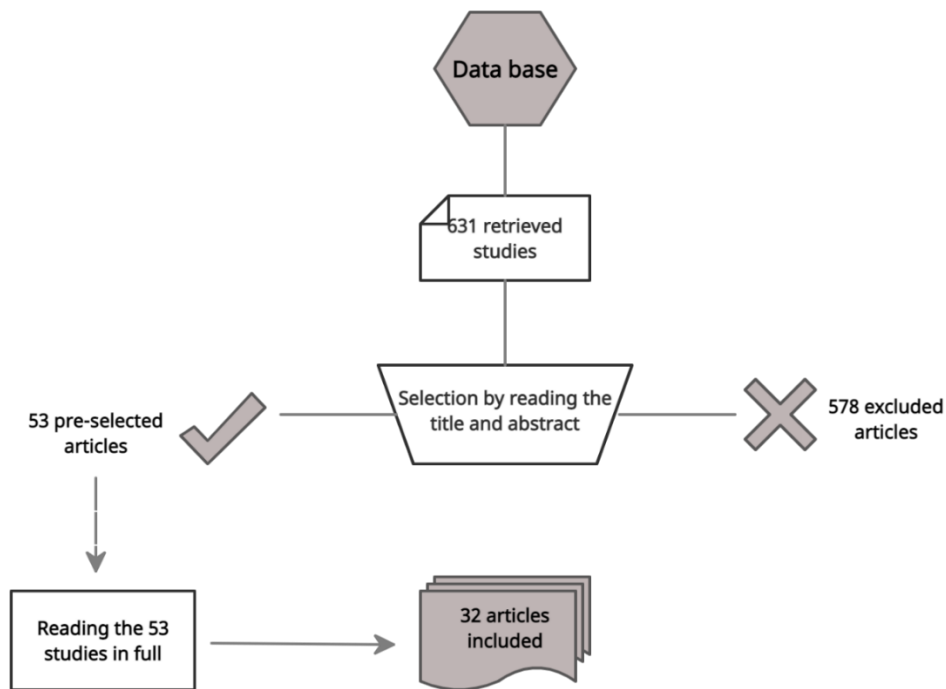 Data base
631 retrieved
studies
Selection by reading the
title and abstract
53 pre-selected
articles
578 excluded
articles
Reading the 53
studies in full
32 articles
included